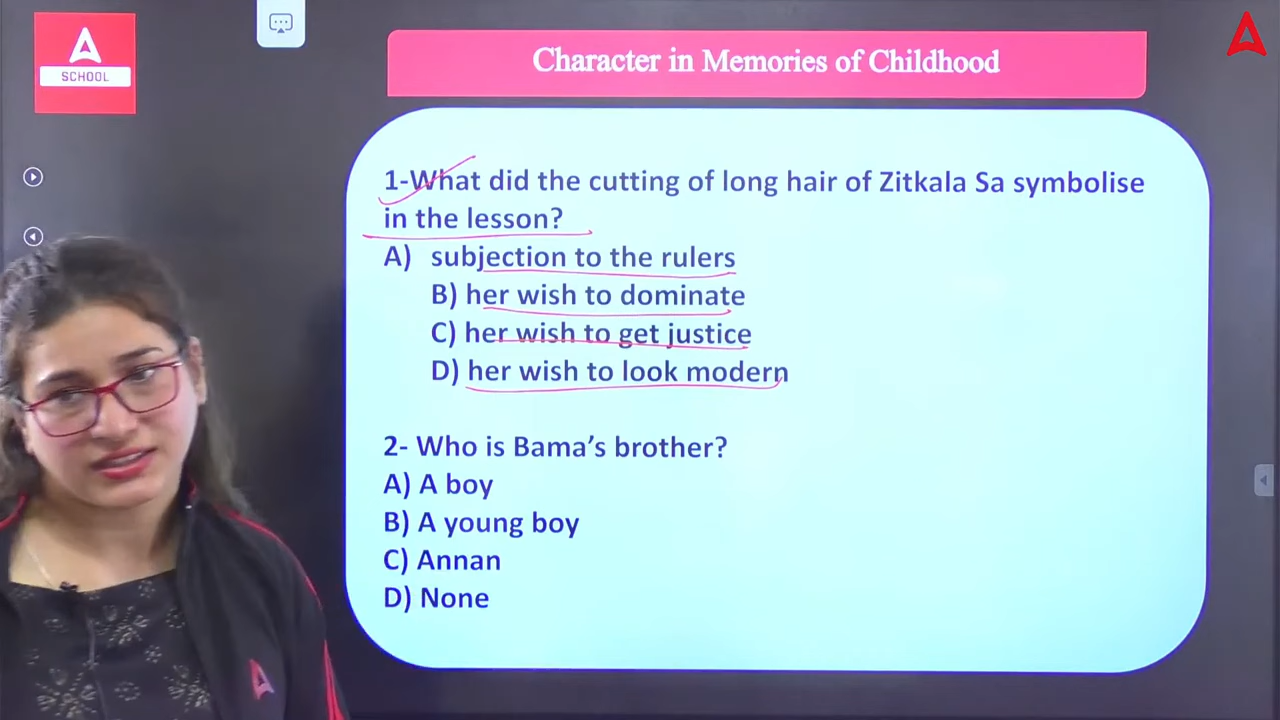 SCHOOL
Character in Memories of Childhood
1-What did the cutting of long hair of Zitkala Sa symbolise
in the lesson?
A) subjection to the rulers
B) her wish to dominate
C) her wish to get justice
D) her wish to look modern
2- Who is Bama’s brother?
A) A boy
B) A young boy
C) Annan
D) None